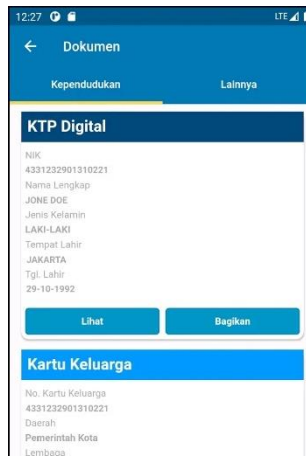 12:27
LTE
Dokumen
Kependudukan
Lainnya
KTP Digital
NIK
4331232901310221
Nama Lengkap
JONE DOE
Jenis Kelamin
LAKI-LAKI
Tempat Lahir
JAKARTA
Tgl. Lahir
29-10-1992
Lihat
Bagikan
Kartu Keluarga
No. Kartu Keluarga
4331232901310221
Daerah
Pemerintah Kota
Lembaga